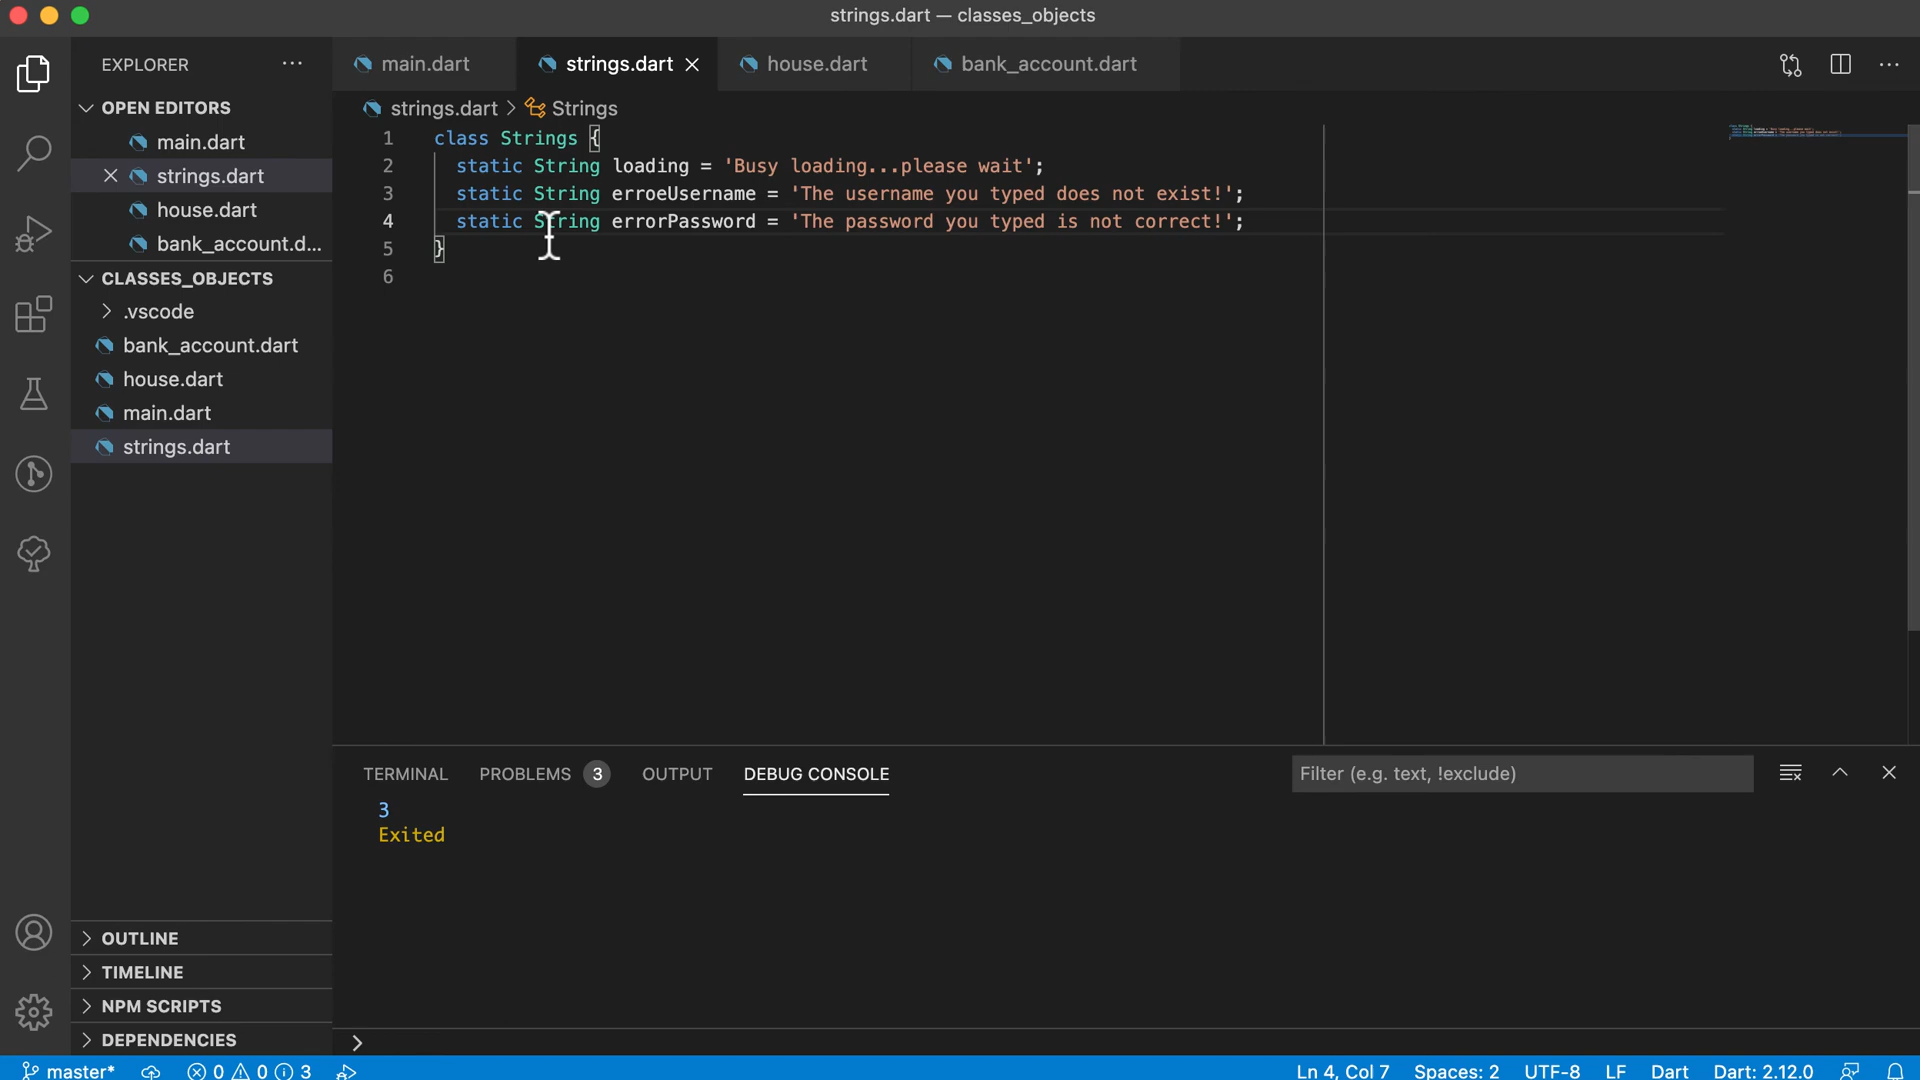 strings.dart — classes_objects
EXPLORER
main.dart
strings.dart
house.dart
bank_account.dart
OPEN EDITORS
main.dart
strings.dart
house.dart
bank_account.d...
CLASSES_OBJECTS
.vscode
bank_account.dart
house.dart
main.dart
strings.dart
OUTLINE
TIMELINE
NPM SCRIPTS
DEPENDENCIES
strings.dart > Strings
1 class Strings {
2 static String loading = 'Busy loading...please wait';
3 static String erroeUsername = 'The username you typed does not exist!';
4 static String errorPassword = 'The password you typed is not correct!';
5 }
6
TERMINAL PROBLEMS 3 OUTPUT DEBUG CONSOLE
Filter (e.g. text, !exclude)
3
Exited
master* 0 0 3
Ln 4, Col 7 Spaces: 2 UTF-8 LF Dart Dart: 2.12.0